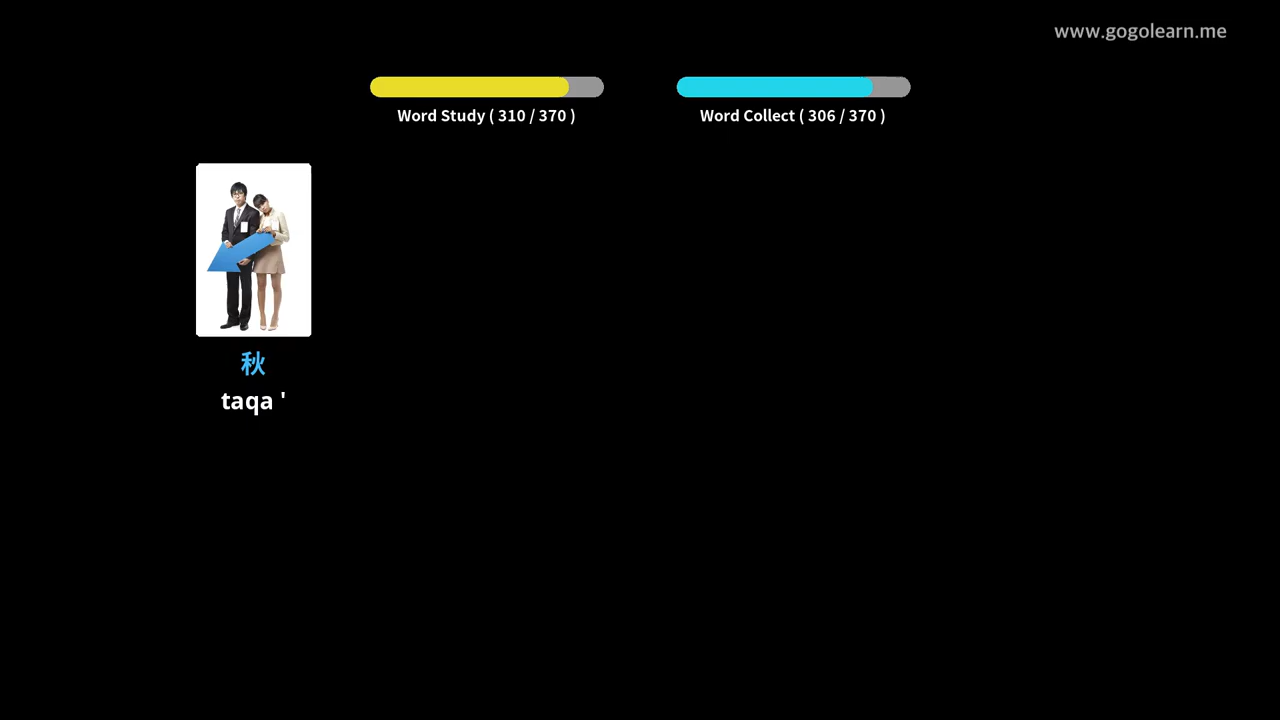 www.gogolearn.me
Word Study ( 310 / 370 )
Word Collect ( 306 / 370 )
秋
taqa '